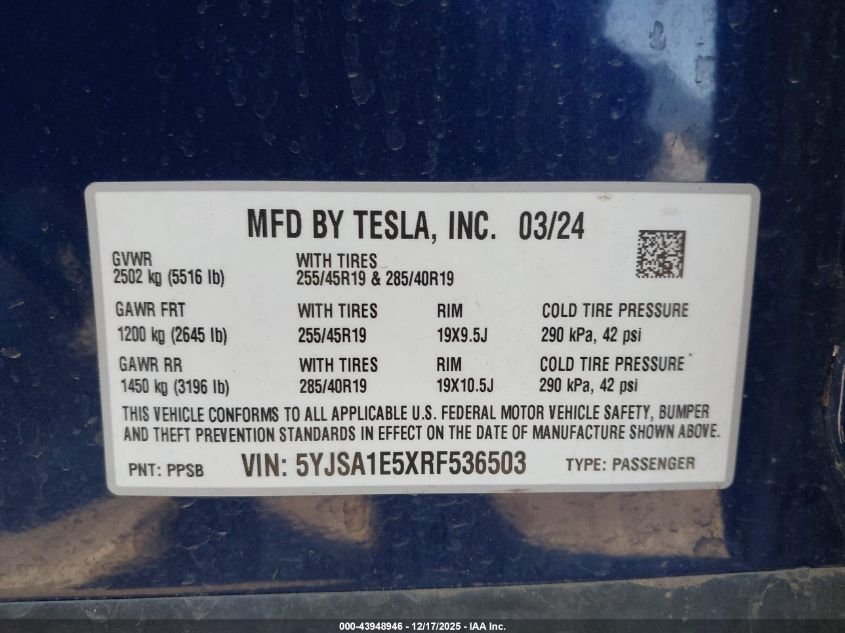 MFD BY TESLA, INC. 03/24
GVWR WITH TIRES
2502 kg (5516 lb) 255/45R19 & 285/40R19
GAWR FRT WITH TIRES RIM COLD TIRE PRESSURE
1200 kg (2645 lb) 255/45R19 19X9.5J 290 kPa, 42 psi
GAWR RR WITH TIRES RIM COLD TIRE PRESSURE
1450 kg (3196 lb) 285/40R19 19X10.5J 290 kPa, 42 psi
THIS VEHICLE CONFORMS TO ALL APPLICABLE U.S. FEDERAL MOTOR VEHICLE SAFETY, BUMPER
AND THEFT PREVENTION STANDARDS IN EFFECT ON THE DATE OF MANUFACTURE SHOWN ABOVE.
PNT: PPSB VIN: 5YJSA1E5XRF536503 TYPE: PASSENGER
000-43948946 - 12/17/2025 - IAA Inc.